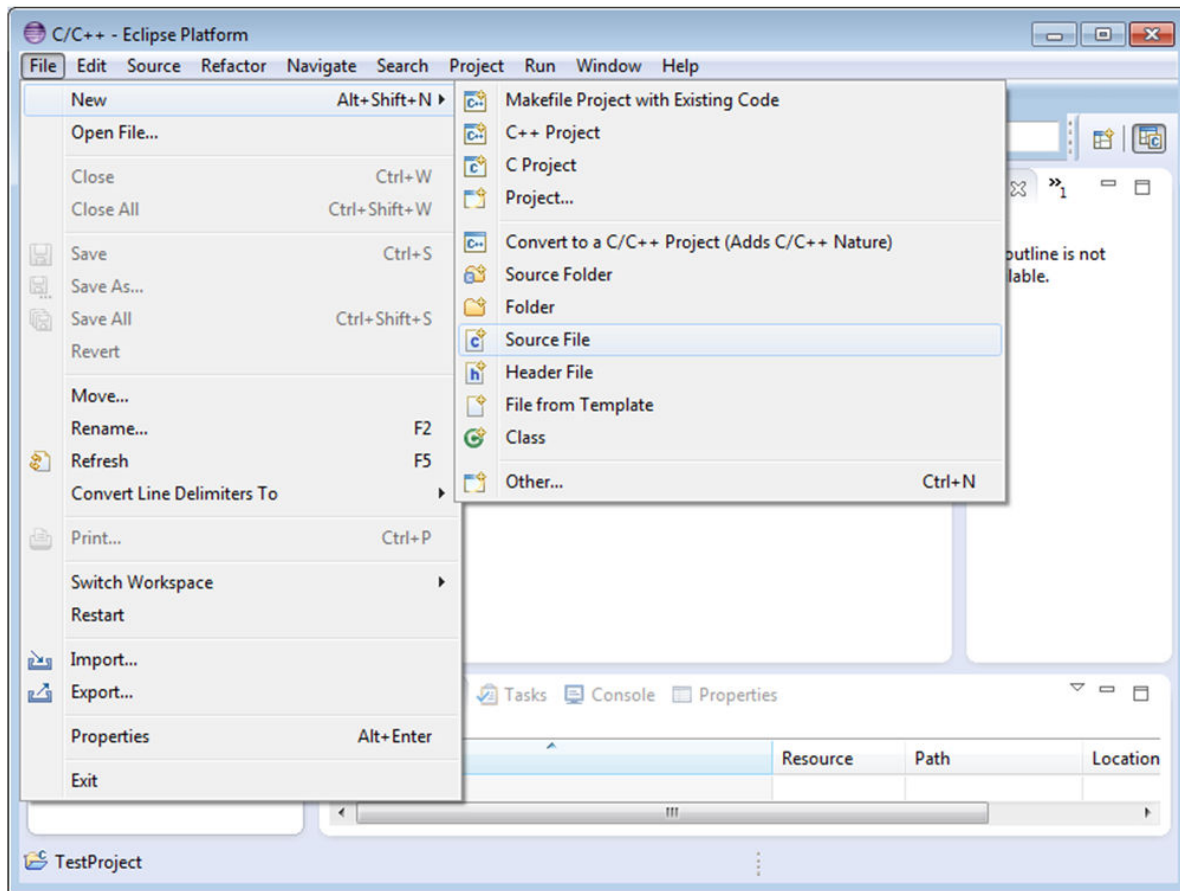 C/C++ - Eclipse Platform
File Edit Source Refactor Navigate Search Project Run Window Help
New Alt+Shift+N
Open File...
Close Ctrl+W
Close All Ctrl+Shift+W
Save Ctrl+S
Save As...
Save All Ctrl+Shift+S
Revert
Move...
Rename... F2
Refresh F5
Convert Line Delimiters To
Print... Ctrl+P
Switch Workspace
Restart
Import...
Export...
Properties Alt+Enter
Exit
Makefile Project with Existing Code
C++ Project
C Project
Project...
Convert to a C/C++ Project (Adds C/C++ Nature)
Source Folder
Folder
Source File
Header File
File from Template
Class
Other... Ctrl+N
»1
outline is not
lable.
Tasks Console Properties
Resource Path Location
TestProject